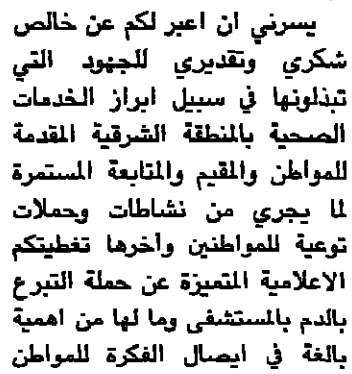 يسرني ان اعبر لكم عن خالص
شكري وتقديري للجهود التي
تبذلونها في سبيل ابراز الخدمات
الصحية بالمنطقة الشرقية المقدمة
للمواطن والمقيم والمتابعة المستمرة
لما يجري من نشاطات وحملات
توعية للمواطنين وآخرها تغطيتكم
الاعلامية المتميزة عن حملة التبرع
بالدم بالمستشفى وما لها من اهمية
بالغة في ايصال الفكرة للمواطن